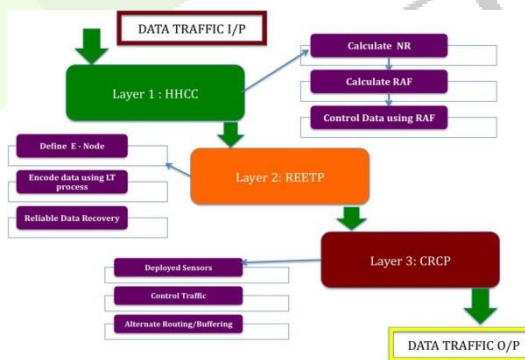 DATA TRAFFIC I/P
Layer 1 : HHCC
Calculate NR
Calculate RAF
Control Data using RAF
Define E - Node
Encode data using LT
process
Reliable Data Recovery
Layer 2: REETP
Deployed Sensors
Control Traffic
Alternate Routing/Buffering
Layer 3: CRCP
DATA TRAFFIC O/P